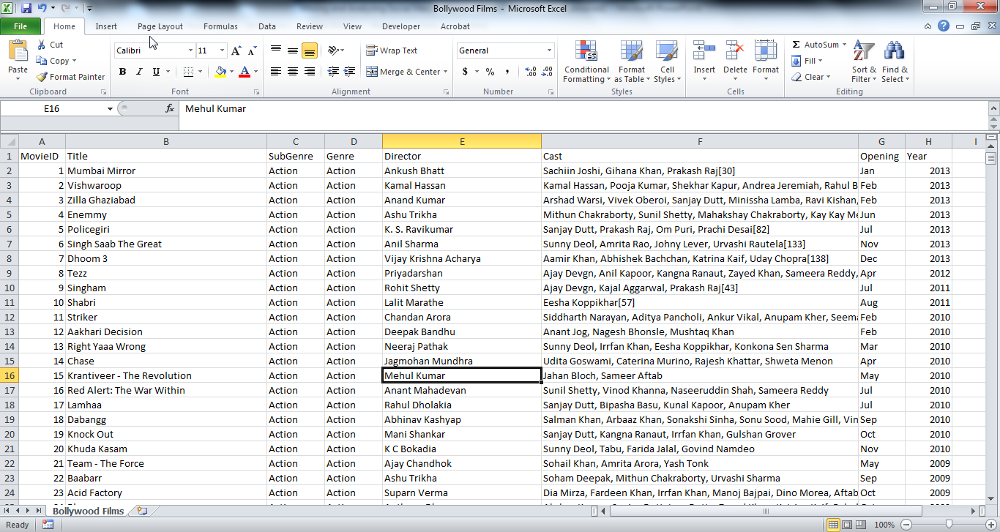 Bollywood Films - Microsoft Excel
File Home Insert Page Layout Formulas Data Review View Developer Acrobat
Paste Cut Copy Format Painter Clipboard
Calibri 11 B I U Font
Wrap Text Merge & Center Alignment
General $ % , Number
Conditional Formatting Format as Table Cell Styles Styles
Insert Delete Format Cells
Σ AutoSum Fill Clear Sort & Filter Find & Select Editing
E16 fx Mehul Kumar
A B C D E F G H I
1 MovieID Title SubGenre Genre Director Cast Opening Year
2 1 Mumbai Mirror Action Action Ankush Bhatt Sachiin Joshi, Gihana Khan, Prakash Raj[30] Jan 2013
3 2 Vishwaroop Action Action Kamal Hassan Kamal Hassan, Pooja Kumar, Shekhar Kapur, Andrea Jeremiah, Rahul B Feb 2013
4 3 Zilla Ghaziabad Action Action Anand Kumar Arshad Warsi, Vivek Oberoi, Sanjay Dutt, Minissha Lamba, Ravi Kishan, Feb 2013
5 4 Enemmy Action Action Ashu Trikha Mithun Chakraborty, Sunil Shetty, Mahakshay Chakraborty, Kay Kay Me Jun 2013
6 5 Policegiri Action Action K. S. Ravikumar Sanjay Dutt, Prakash Raj, Om Puri, Prachi Desai[82] Jul 2013
7 6 Singh Saab The Great Action Action Anil Sharma Sunny Deol, Amrita Rao, Johny Lever, Urvashi Rautela[133] Nov 2013
8 7 Dhoom 3 Action Action Vijay Krishna Acharya Aamir Khan, Abhishek Bachchan, Katrina Kaif, Uday Chopra[138] Dec 2013
9 8 Tezz Action Action Priyadarshan Ajay Devgn, Anil Kapoor, Kangna Ranaut, Zayed Khan, Sameera Reddy, Apr 2012
10 9 Singham Action Action Rohit Shetty Ajay Devgn, Kajal Aggarwal, Prakash Raj[43] Jul 2011
11 10 Shabri Action Action Lalit Marathe Eesha Koppikhar[57] Aug 2011
12 11 Striker Action Action Chandan Arora Siddharth Narayan, Aditya Pancholi, Ankur Vikal, Anupam Kher, Seema Feb 2010
13 12 Aakhari Decision Action Action Deepak Bandhu Anant Jog, Nagesh Bhonsle, Mushtaq Khan Feb 2010
14 13 Right Yaaa Wrong Action Action Neeraj Pathak Sunny Deol, Irrfan Khan, Eesha Koppikhar, Konkona Sen Sharma Mar 2010
15 14 Chase Action Action Jagmohan Mundhra Udita Goswami, Caterina Murino, Rajesh Khattar, Shweta Menon Apr 2010
16 15 Krantiveer - The Revolution Action Action Mehul Kumar Jahan Bloch, Sameer Aftab May 2010
17 16 Red Alert: The War Within Action Action Anant Mahadevan Sunil Shetty, Vinod Khanna, Naseeruddin Shah, Sameera Reddy Jul 2010
18 17 Lamhaa Action Action Rahul Dholakia Sanjay Dutt, Bipasha Basu, Kunal Kapoor, Anupam Kher Jul 2010
19 18 Dabangg Action Action Abhinav Kashyap Salman Khan, Arbaaz Khan, Sonakshi Sinha, Sonu Sood, Mahie Gill, Vin Sep 2010
20 19 Knock Out Action Action Mani Shankar Sanjay Dutt, Kangna Ranaut, Irrfan Khan, Gulshan Grover Oct 2010
21 20 Khuda Kasam Action Action K C Bokadia Sunny Deol, Tabu, Farida Jalal, Govind Namdeo Nov 2010
22 21 Team - The Force Action Action Ajay Chandhok Sohail Khan, Amrita Arora, Yash Tonk May 2009
23 22 Baabarr Action Action Ashu Trikha Soham Deepak, Mithun Chakraborty, Urvashi Sharma Sep 2009
24 23 Acid Factory Action Action Suparn Verma Dia Mirza, Fardeen Khan, Irrfan Khan, Manoj Bajpai, Dino Morea, Aftab Oct 2009
Bollywood Films
Ready 100%